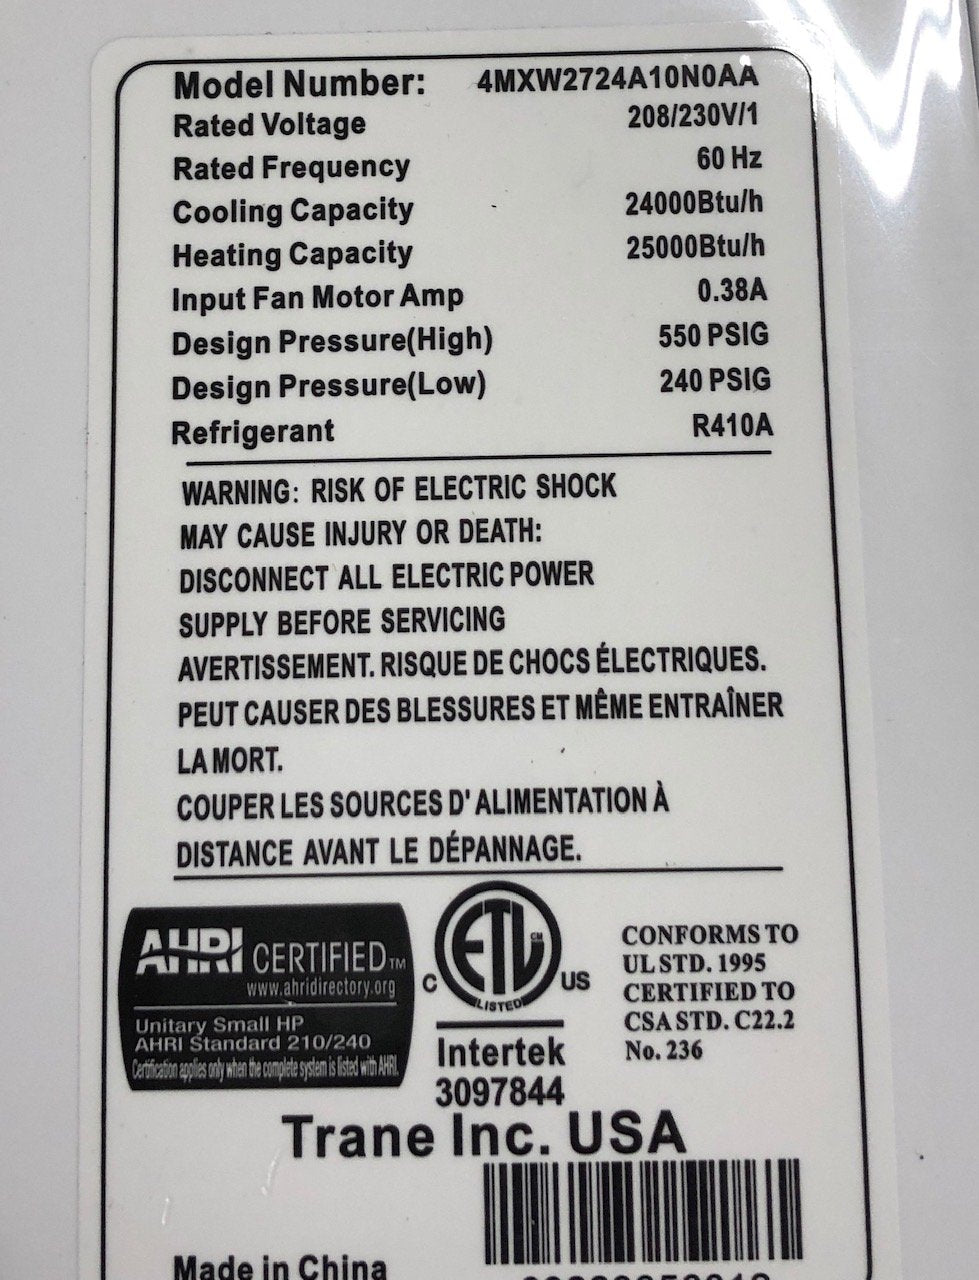 Model Number: 4MXW2724A10N0AA
Rated Voltage 208/230V/1
Rated Frequency 60 Hz
Cooling Capacity 24000Btu/h
Heating Capacity 25000Btu/h
Input Fan Motor Amp 0.38A
Design Pressure(High) 550 PSIG
Design Pressure(Low) 240 PSIG
Refrigerant R410A
WARNING: RISK OF ELECTRIC SHOCK
MAY CAUSE INJURY OR DEATH:
DISCONNECT ALL ELECTRIC POWER
SUPPLY BEFORE SERVICING
AVERTISSEMENT. RISQUE DE CHOCS ÉLECTRIQUES.
PEUT CAUSER DES BLESSURES ET MÊME ENTRAÎNER
LA MORT.
COUPER LES SOURCES D' ALIMENTATION À
DISTANCE AVANT LE DÉPANNAGE.
AHRI CERTIFIED™
www.ahridirectory.org
Unitary Small HP
AHRI Standard 210/240
Certification applies only when the complete system is listed with AHRI.
C ETL CM US
LISTED
Intertek
3097844
CONFORMS TO
UL STD. 1995
CERTIFIED TO
CSA STD. C22.2
No. 236
Trane Inc. USA
Made in China